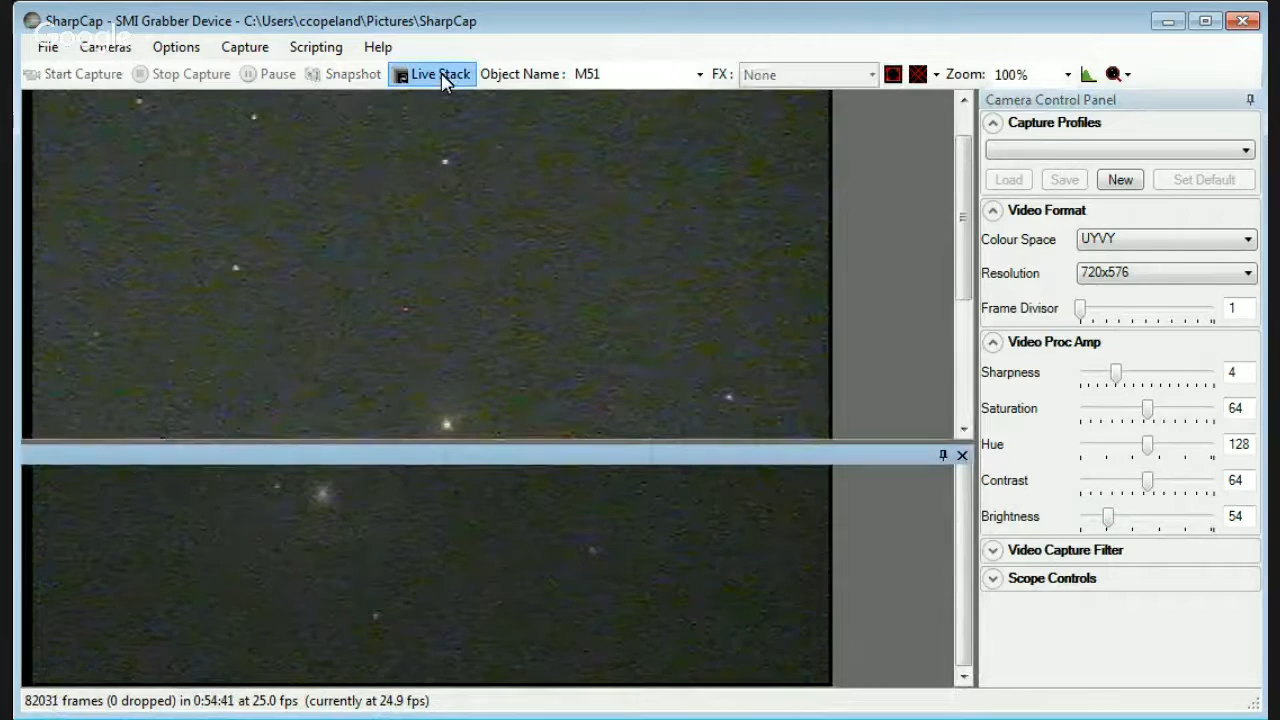 SharpCap - SMI Grabber Device - C:\Users\ccopeland\Pictures\SharpCap
Google
File Cameras Options Capture Scripting Help
Start Capture Stop Capture Pause Snapshot Live Stack Object Name : M51 FX : None Zoom: 100%
Camera Control Panel
Capture Profiles
Load Save New Set Default
Video Format
Colour Space UYVY
Resolution 720x576
Frame Divisor 1
Video Proc Amp
Sharpness 4
Saturation 64
Hue 128
Contrast 64
Brightness 54
Video Capture Filter
Scope Controls
82031 frames (0 dropped) in 0:54:41 at 25.0 fps (currently at 24.9 fps)